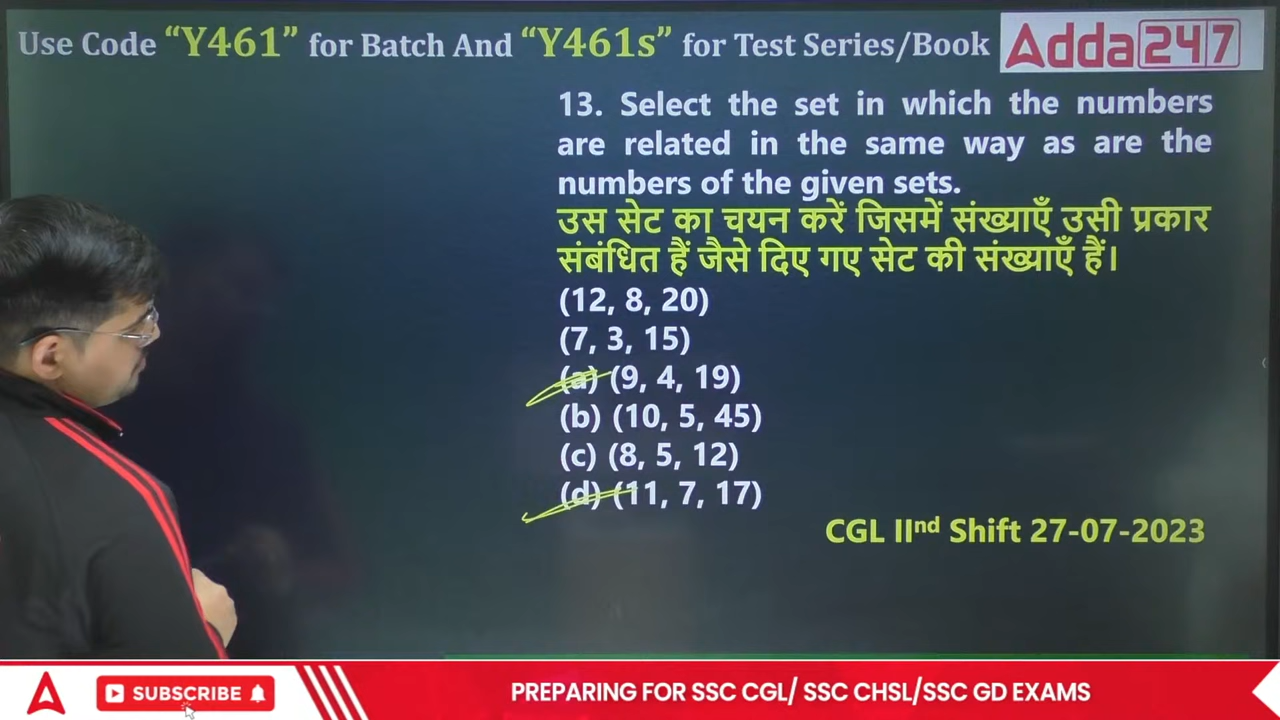 Use Code “Y461” for Batch And “Y461s” for Test Series/Book
Adda247
13. Select the set in which the numbers
are related in the same way as are the
numbers of the given sets.
उस सेट का चयन करें जिसमें संख्याएँ उसी प्रकार
संबंधित हैं जैसे दिए गए सेट की संख्याएँ हैं।
(12, 8, 20)
(7, 3, 15)
(a) (9, 4, 19)
(b) (10, 5, 45)
(c) (8, 5, 12)
(d) (11, 7, 17)
CGL IInd Shift 27-07-2023
SUBSCRIBE
PREPARING FOR SSC CGL/ SSC CHSL/SSC GD EXAMS